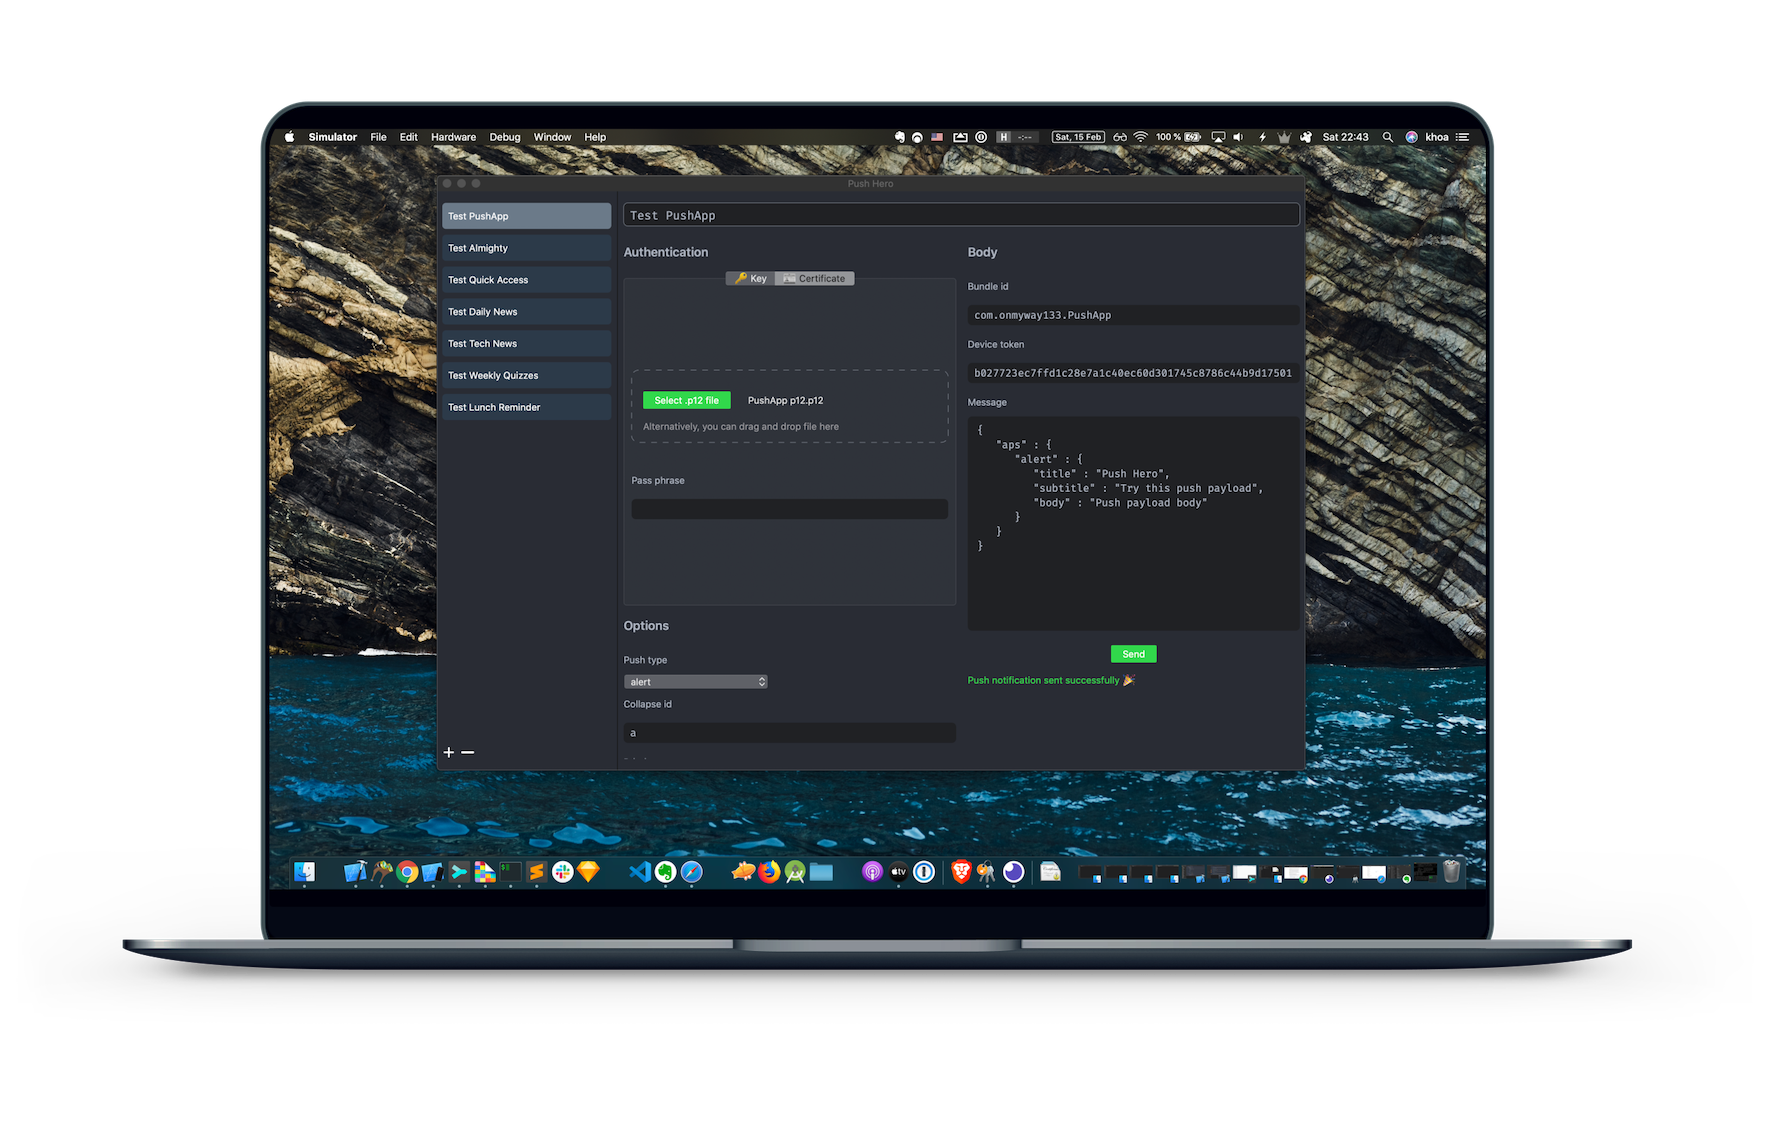 Simulator File Edit Hardware Debug Window Help
H -:-- Sat, 15 Feb 100 % Sat 22:43 khoa
Push Hero
Test PushApp
Test Almighty
Test Quick Access
Test Daily News
Test Tech News
Test Weekly Quizzes
Test Lunch Reminder
Test PushApp
Authentication
Key Certificate
Select .p12 file PushApp p12.p12
Alternatively, you can drag and drop file here
Pass phrase
Options
Push type
alert
Collapse id
a
Body
Bundle id
com.onmyway133.PushApp
Device token
b027723ec7ffd1c28e7a1c40ec60d301745c8786c44b9d17501
Message
{
"aps" : {
"alert" : {
"title" : "Push Hero",
"subtitle" : "Try this push payload",
"body" : "Push payload body"
}
}
}
Send
Push notification sent successfully 🎉
tv